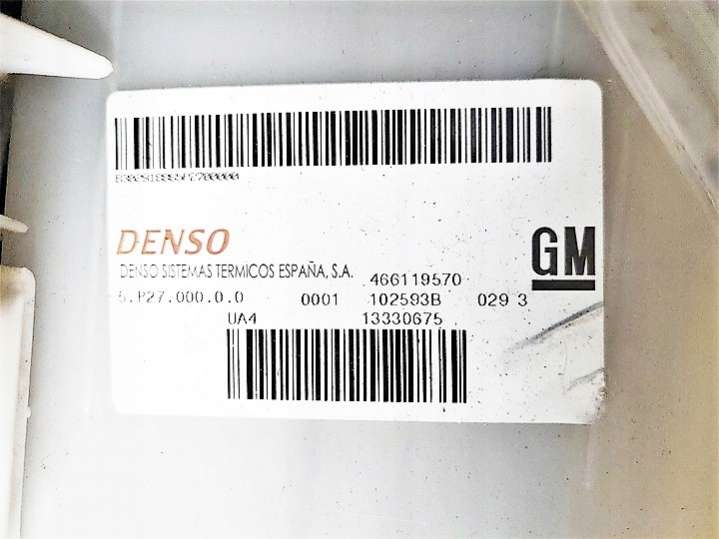 DENSO
GM
DENSO SISTEMAS TERMICOS ESPAÑA, S.A. 466119570
5.P27.000.0.0 0001 102593B 029 3
UA4 13330675